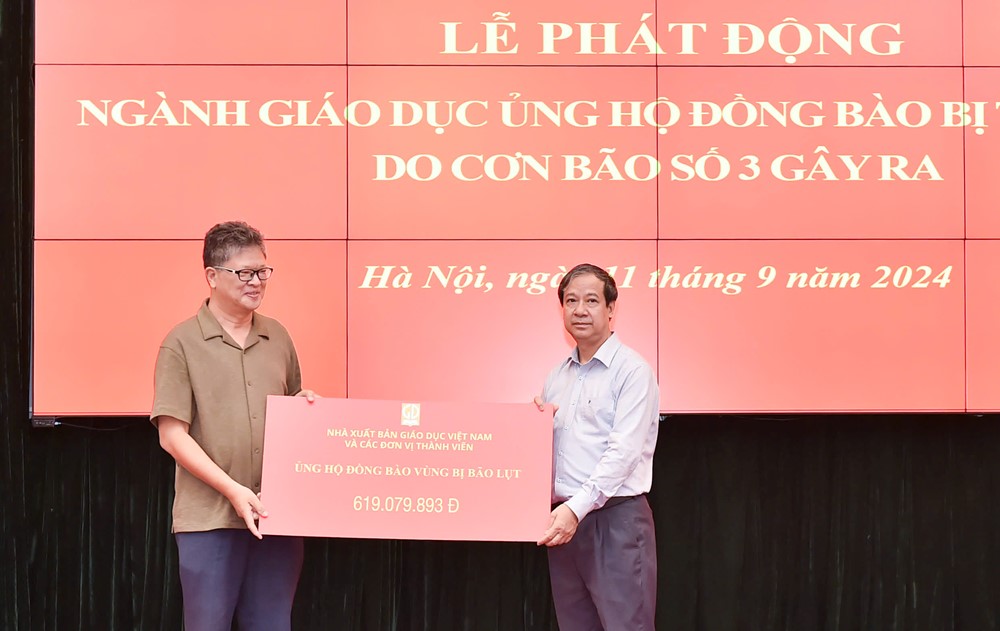 LỄ PHÁT ĐỘNG
NGÀNH GIÁO DỤC ỦNG HỘ ĐỒNG BÀO BỊ
DO CƠN BÃO SỐ 3 GÂY RA
Hà Nội, ngày 11 tháng 9 năm 2024
GD
NHÀ XUẤT BẢN GIÁO DỤC VIỆT NAM
VÀ CÁC ĐƠN VỊ THÀNH VIÊN
ỦNG HỘ ĐỒNG BÀO VÙNG BỊ BÃO LỤT
619.079.893 Đ